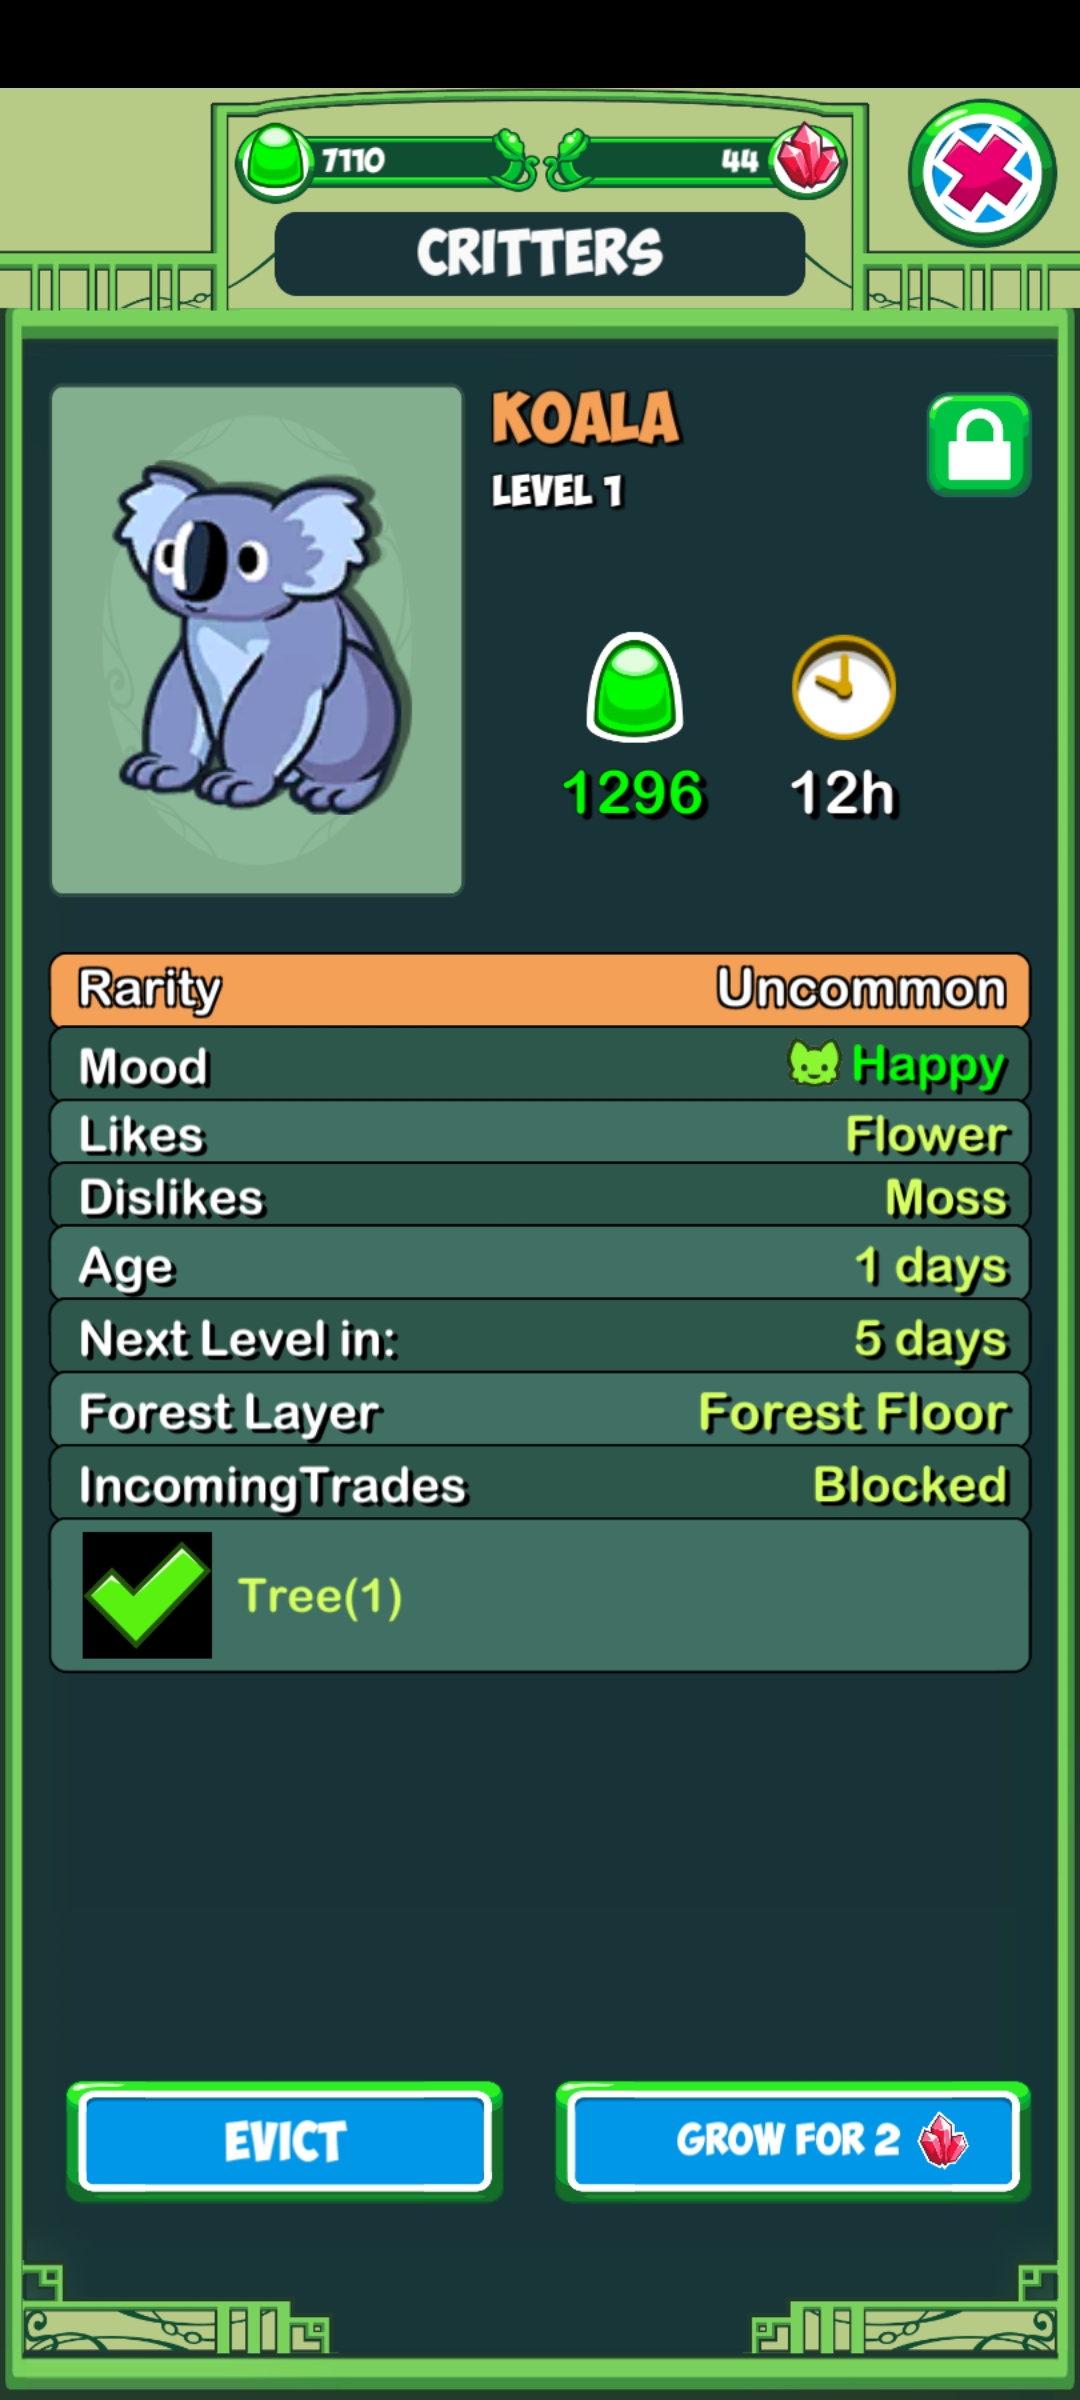 7110 44
CRITTERS
KOALA
LEVEL 1
1296 12h
Rarity Uncommon
Mood Happy
Likes Flower
Dislikes Moss
Age 1 days
Next Level in: 5 days
Forest Layer Forest Floor
IncomingTrades Blocked
Tree(1)
EVICT GROW FOR 2